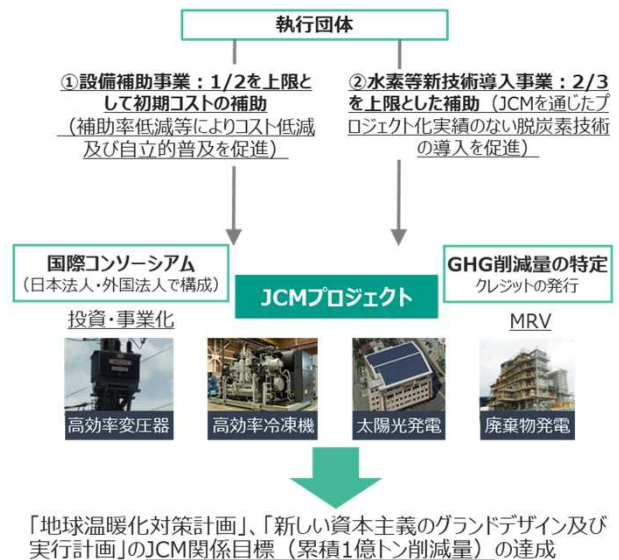 執行団体
①設備補助事業:1/2を上限と
して初期コストの補助
(補助率低減等によりコスト低減
及び自立的普及を促進)
②水素等新技術導入事業:2/3
を上限とした補助(JCMを通じたプ
ロジェクト化実績のない脱炭素技術
の導入を促進)
国際コンソーシアム
(日本法人・外国法人で構成)
投資・事業化
JCMプロジェクト
GHG削減量の特定
クレジットの発行
MRV
高効率変圧器
高効率冷凍機
太陽光発電
廃棄物発電
「地球温暖化対策計画」、「新しい資本主義のグランドデザイン及び
実行計画」のJCM関係目標(累積1億トン削減量)の達成